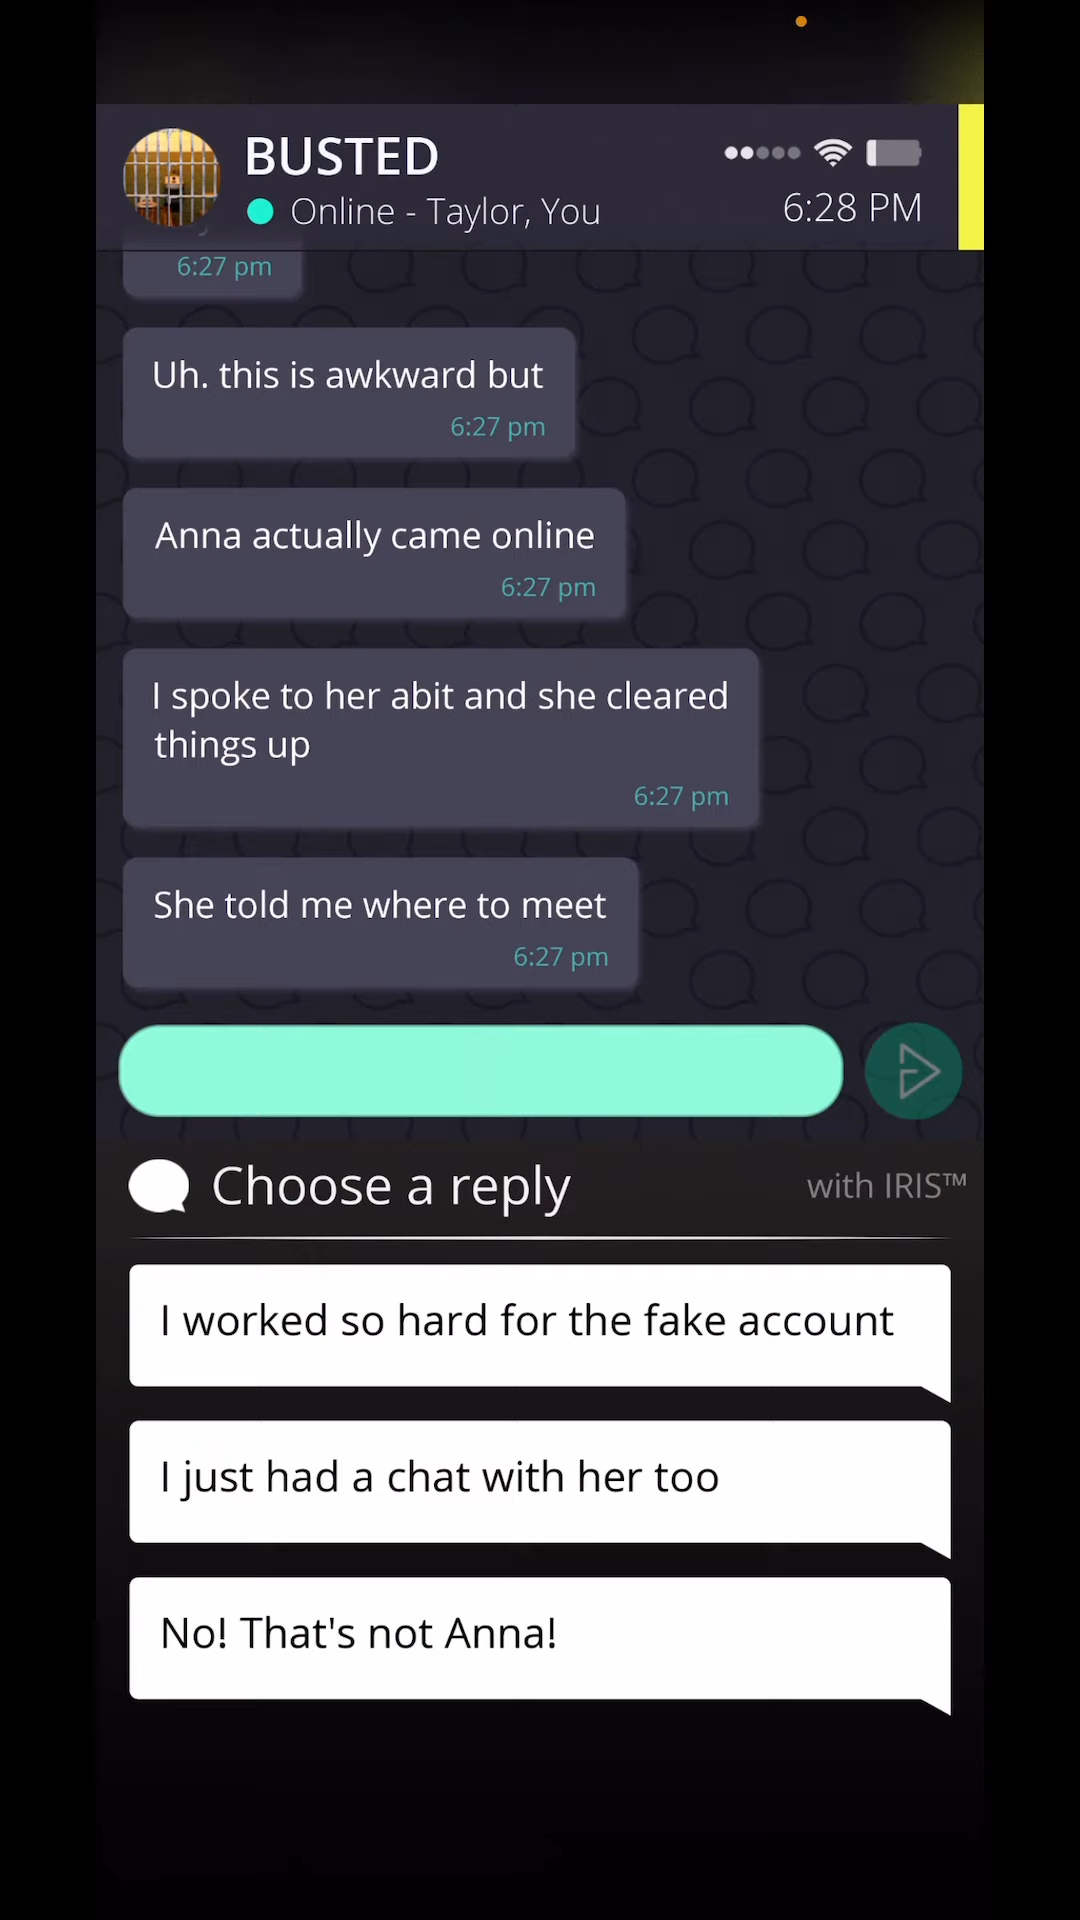 BUSTED
Online - Taylor, You
6:28 PM
6:27 pm
Uh. this is awkward but
6:27 pm
Anna actually came online
6:27 pm
I spoke to her abit and she cleared
things up
6:27 pm
She told me where to meet
6:27 pm
Choose a reply
with IRIS™
I worked so hard for the fake account
I just had a chat with her too
No! That's not Anna!